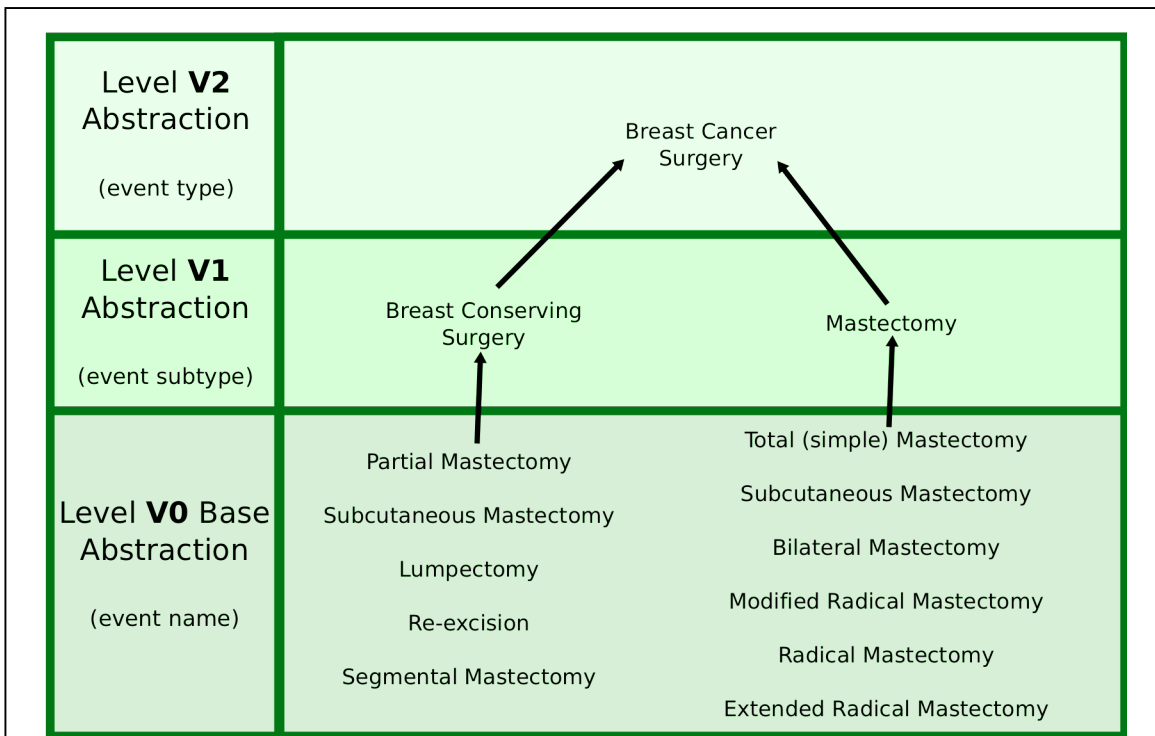 Level V2
Abstraction
(event type)
Breast Cancer
Surgery
Level V1
Abstraction
(event subtype)
Breast Conserving
Surgery
Mastectomy
Level V0 Base
Abstraction
(event name)
Partial Mastectomy
Subcutaneous Mastectomy
Lumpectomy
Re-excision
Segmental Mastectomy
Total (simple) Mastectomy
Subcutaneous Mastectomy
Bilateral Mastectomy
Modified Radical Mastectomy
Radical Mastectomy
Extended Radical Mastectomy